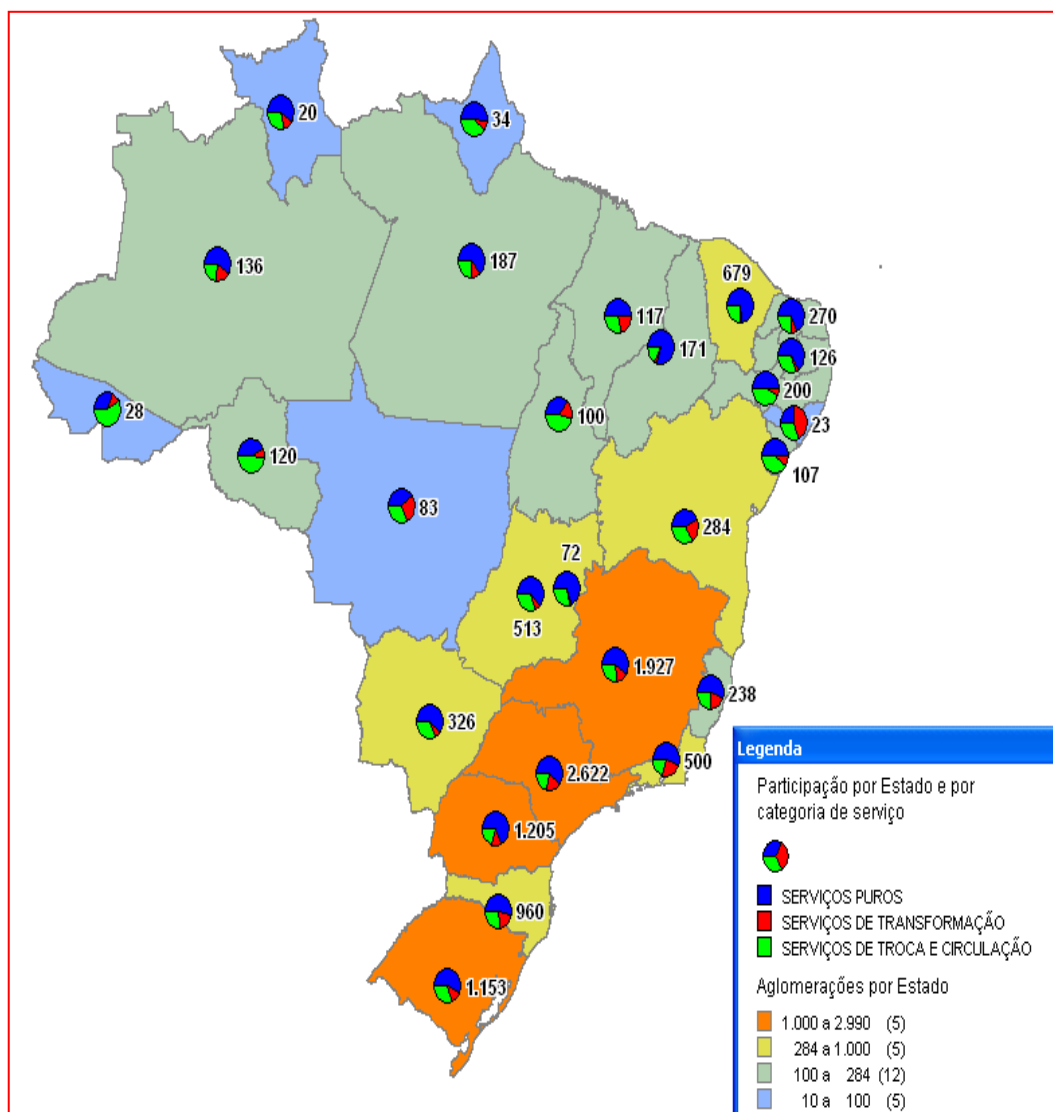 20
34
136
187
679
117
270
171
126
28
200
100
23
120
107
83
284
72
513
1.927
238
326
500
2.622
1.205
960
1.153
Legenda
Participação por Estado e por
categoria de serviço
SERVIÇOS PUROS
SERVIÇOS DE TRANSFORMAÇÃO
SERVIÇOS DE TROCA E CIRCULAÇÃO
Aglomerações por Estado
1.000 a 2.990 (5)
284 a 1.000 (5)
100 a 284 (12)
10 a 100 (5)